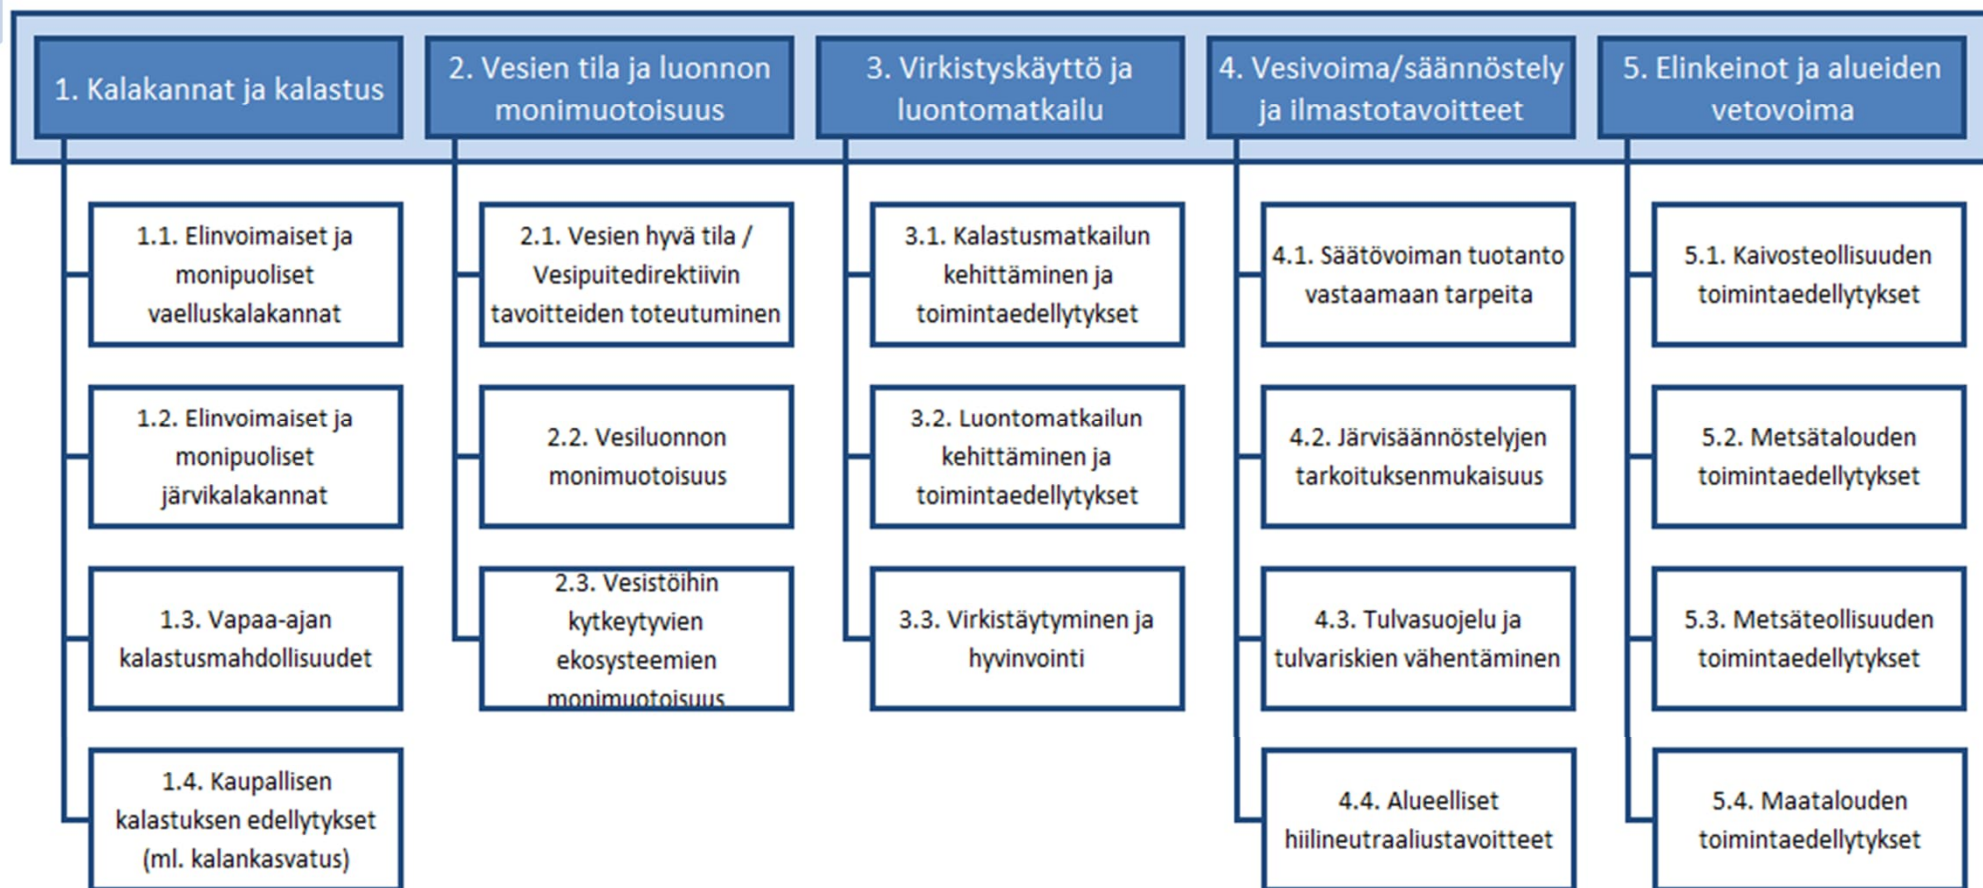 1. Kalakannat ja kalastus
1.1. Elinvoimaiset ja
monipuoliset
vaelluskalakannat
1.2. Elinvoimaiset ja
monipuoliset
järvikalakannat
1.3. Vapaa-ajan
kalastusmahdollisuudet
1.4. Kaupallisen
kalastuksen edellytykset
(ml. kalankasvatus)
2. Vesien tila ja luonnon
monimuotoisuus
2.1. Vesien hyvä tila /
Vesipuitedirektiivin
tavoitteiden toteutuminen
2.2. Vesiluonnon
monimuotoisuus
2.3. Vesistöihin
kytkeytyvien
ekosysteemien
monimuotoisuus
3. Virkistyskäyttö ja
luontomatkailu
3.1. Kalastusmatkailun
kehittäminen ja
toimintaedellytykset
3.2. Luontomatkailun
kehittäminen ja
toimintaedellytykset
3.3. Virkistäytyminen ja
hyvinvointi
4. Vesivoima/säännöstely
ja ilmastotavoitteet
4.1. Säätövoiman tuotanto
vastaamaan tarpeita
4.2. Järvisäännöstelyjen
tarkoituksenmukaisuus
4.3. Tulvasuojelu ja
tulvariskien vähentäminen
4.4. Alueelliset
hiilineutraaliustavoitteet
5. Elinkeinot ja alueiden
vetovoima
5.1. Kaivosteollisuuden
toimintaedellytykset
5.2. Metsätalouden
toimintaedellytykset
5.3. Metsäteollisuuden
toimintaedellytykset
5.4. Maatalouden
toimintaedellytykset